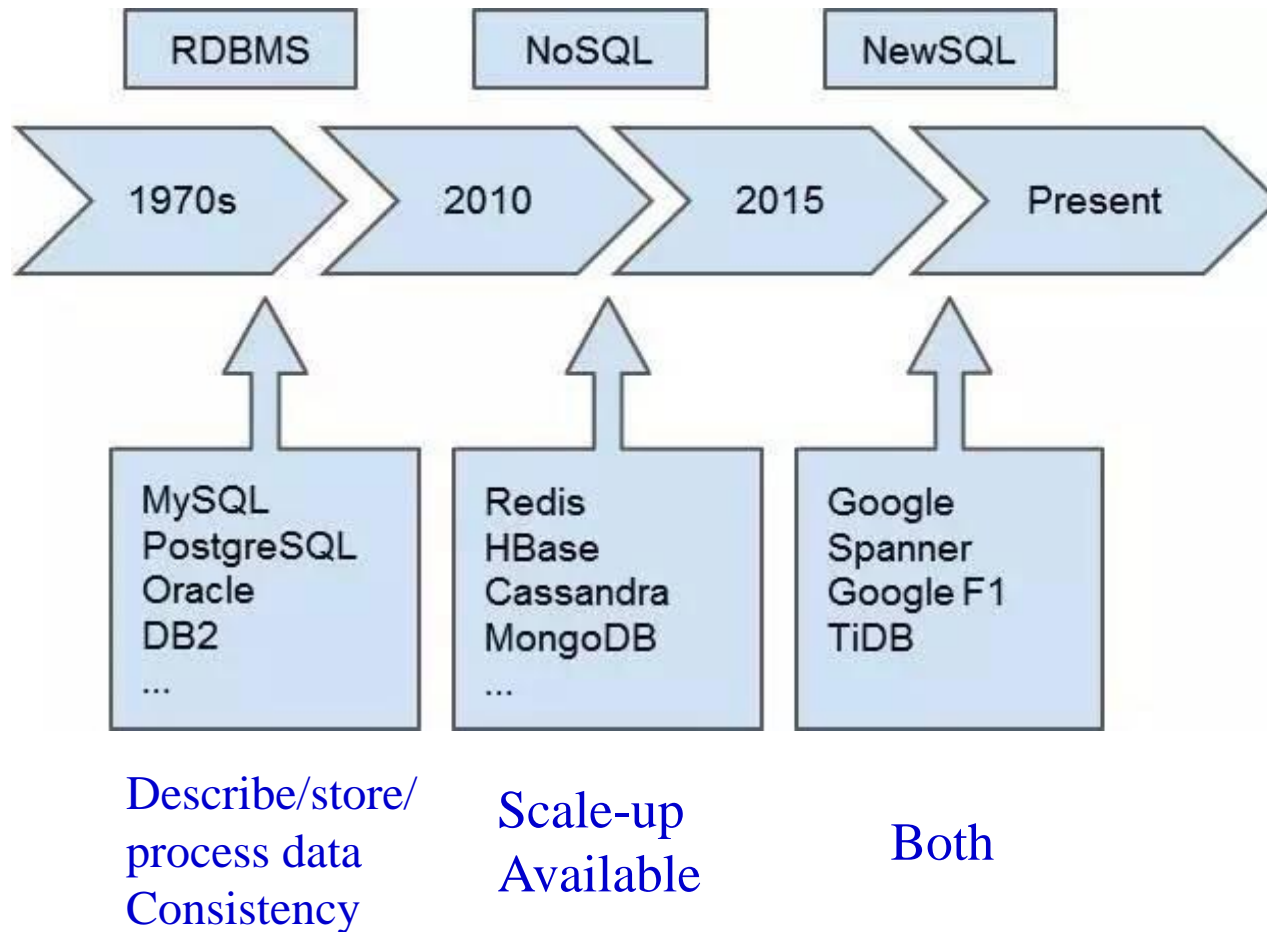 RDBMS
NoSQL
NewSQL
1970s
2010
2015
Present
MySQL
PostgreSQL
Oracle
DB2
...
Redis
HBase
Cassandra
MongoDB
...
Google
Spanner
Google F1
TiDB
Describe/store/
process data
Consistency
Scale-up
Available
Both